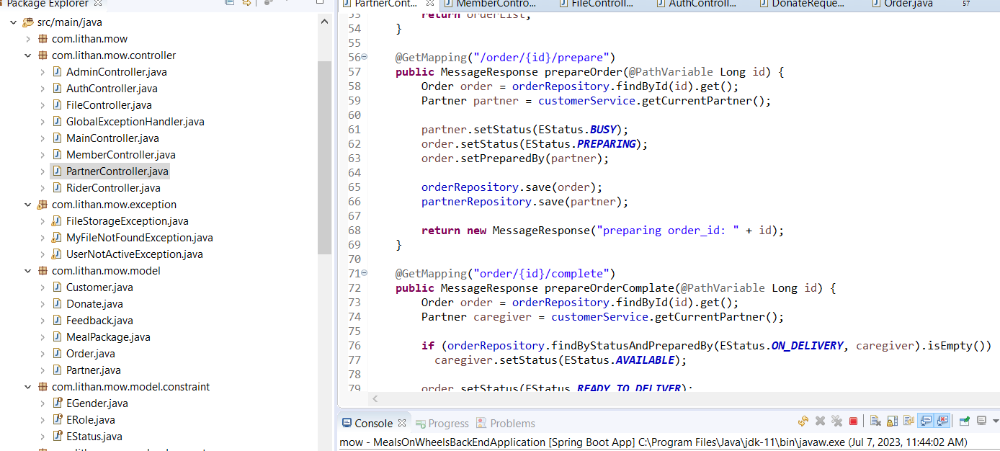 Package Explorer
src/main/java
com.lithan.mow
com.lithan.mow.controller
AdminController.java
AuthController.java
FileController.java
GlobalExceptionHandler.java
MainController.java
MemberController.java
PartnerController.java
RiderController.java
com.lithan.mow.exception
FileStorageException.java
MyFileNotFoundException.java
UserNotActiveException.java
com.lithan.mow.model
Customer.java
Donate.java
Feedback.java
MealPackage.java
Order.java
Partner.java
com.lithan.mow.model.constraint
EGender.java
ERole.java
EStatus.java
PartnerCont... MemberContro... FileControll... AuthControll... DonateReque... Order.java 57
53 return orderList;
54 }
55
56 @GetMapping("/order/{id}/prepare")
57 public MessageResponse prepareOrder(@PathVariable Long id) {
58 Order order = orderRepository.findById(id).get();
59 Partner partner = customerService.getCurrentPartner();
60
61 partner.setStatus(EStatus.BUSY);
62 order.setStatus(EStatus.PREPARING);
63 order.setPreparedBy(partner);
64
65 orderRepository.save(order);
66 partnerRepository.save(partner);
67
68 return new MessageResponse("preparing order_id: " + id);
69 }
70
71 @GetMapping("order/{id}/complete")
72 public MessageResponse prepareOrderComplate(@PathVariable Long id) {
73 Order order = orderRepository.findById(id).get();
74 Partner caregiver = customerService.getCurrentPartner();
75
76 if (orderRepository.findByStatusAndPreparedBy(EStatus.ON_DELIVERY, caregiver).isEmpty())
77 caregiver.setStatus(EStatus.AVAILABLE);
78
79 order.setStatus(EStatus.READY_TO_DELIVER);
Console Progress Problems
mow - MealsOnWheelsBackEndApplication [Spring Boot App] C:\Program Files\Java\jdk-11\bin\javaw.exe (Jul 7, 2023, 11:44:02 AM)